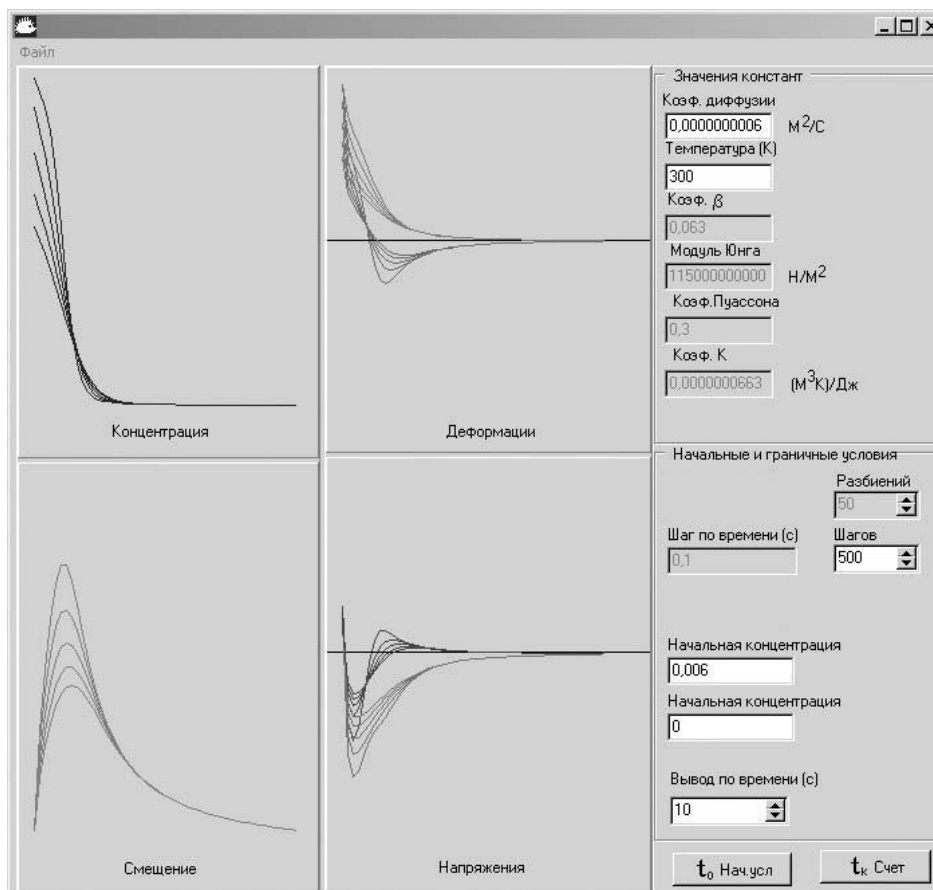 Файл
Концентрация
Деформации
Смещение
Напряжения
Значения констант
Коэф. диффузии
0,0000000006 М²/С
Температура (К)
300
Коэф. β
0,063
Модуль Юнга
115000000000 Н/М²
Коэф.Пуассона
0,3
Коэф. К
0,0000000663 (М³К)/Дж
Начальные и граничные условия
Разбиений
50
Шаг по времени (с) Шагов
0,1 500
Начальная концентрация
0,006
Начальная концентрация
0
Вывод по времени (с)
10
t₀ Нач.усл tₖ Счет